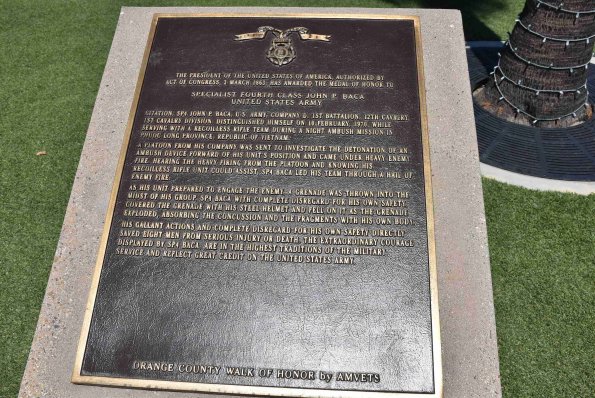 THE PRESIDENT OF THE UNITED STATES OF AMERICA, AUTHORIZED BY
ACT OF CONGRESS, 3 MARCH 1863, HAS AWARDED THE MEDAL OF HONOR TO
SPECIALIST FOURTH CLASS JOHN P. BACA
UNITED STATES ARMY
CITATION: SP4 JOHN P. BACA, U.S. ARMY, COMPANY D, 1ST BATTALION, 12TH CAVALRY,
1ST CAVALRY DIVISION, DISTINGUISHED HIMSELF ON 10 FEBRUARY, 1970, WHILE
SERVING WITH A RECOILLESS RIFLE TEAM DURING A NIGHT AMBUSH MISSION IN
PHUOC LONG PROVINCE, REPUBLIC OF VIETNAM.
A PLATOON FROM HIS COMPANY WAS SENT TO INVESTIGATE THE DETONATION OF AN
AMBUSH DEVICE FORWARD OF HIS UNIT'S POSITION AND CAME UNDER HEAVY ENEMY
FIRE. HEARING THE HEAVY FIRING FROM THE PLATOON AND KNOWING HIS
RECOILLESS RIFLE UNIT COULD ASSIST, SP4 BACA LED HIS TEAM THROUGH A HAIL OF
ENEMY FIRE.
AS HIS UNIT PREPARED TO ENGAGE THE ENEMY, A GRENADE WAS THROWN INTO THE
MIDST OF HIS GROUP. SP4 BACA WITH COMPLETE DISREGARD FOR HIS OWN SAFETY,
COVERED THE GRENADE WITH HIS STEEL HELMET AND FELL ON IT AS THE GRENADE
EXPLODED, ABSORBING THE CONCUSSION AND THE FRAGMENTS WITH HIS OWN BODY.
HIS GALLANT ACTIONS AND COMPLETE DISREGARD FOR HIS OWN SAFETY, DIRECTLY
SAVED EIGHT MEN FROM SERIOUS INJURY OR DEATH. THE EXTRAORDINARY COURAGE
DISPLAYED BY SP4 BACA, ARE IN THE HIGHEST TRADITIONS OF THE MILITARY
SERVICE AND REFLECT GREAT CREDIT ON THE UNITED STATES ARMY.
ORANGE COUNTY WALK OF HONOR by AMVETS